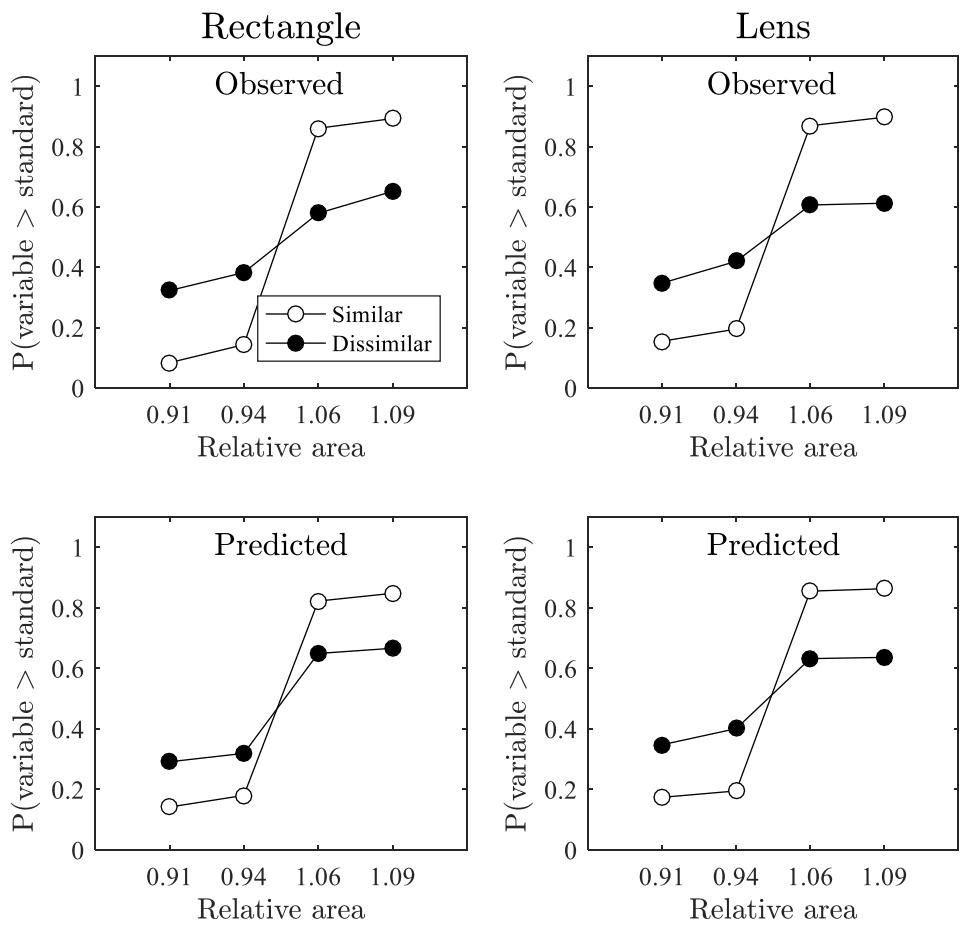 Rectangle
Observed
P(variable > standard)
1
0.8
0.6
0.4
0.2
0
Similar
Dissimilar
0.91 0.94 1.06 1.09
Relative area
Lens
Observed
P(variable > standard)
1
0.8
0.6
0.4
0.2
0
0.91 0.94 1.06 1.09
Relative area
Predicted
P(variable > standard)
1
0.8
0.6
0.4
0.2
0
0.91 0.94 1.06 1.09
Relative area
Predicted
P(variable > standard)
1
0.8
0.6
0.4
0.2
0
0.91 0.94 1.06 1.09
Relative area